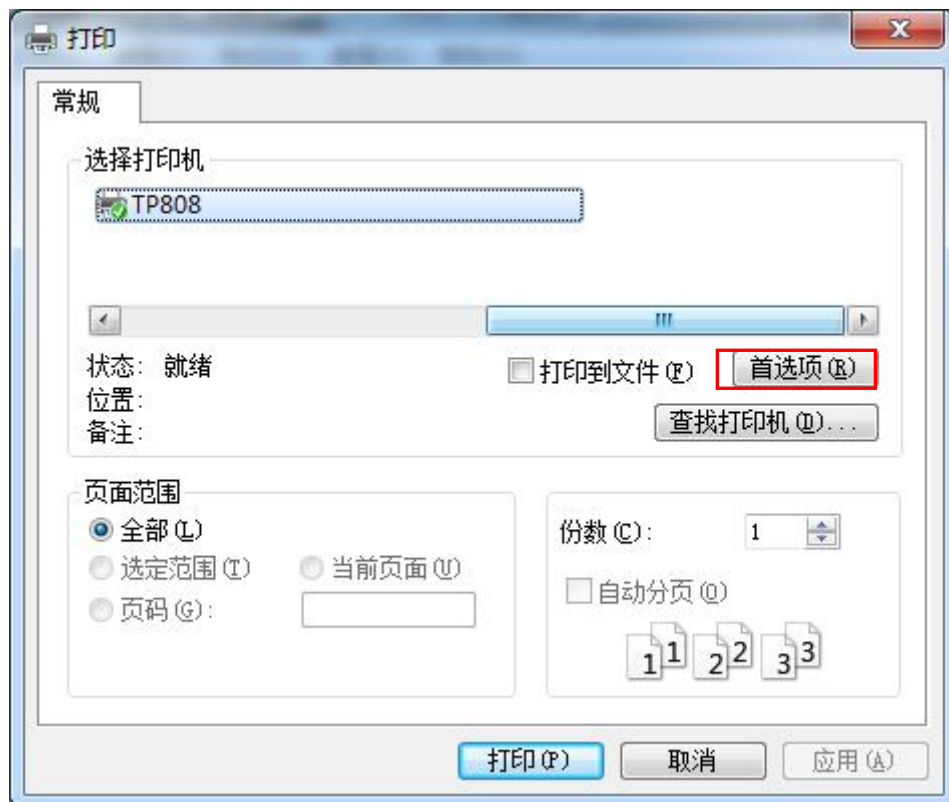 打印
常规
选择打印机
TP808
状态: 就绪
打印到文件(F)
首选项(R)
位置:
查找打印机(D)...
备注:
页面范围
全部(L)
份数(C): 1
选定范围(T) 当前页面(U)
自动分页(O)
页码(G):
1 1 2 2 3 3
打印(P) 取消 应用(A)